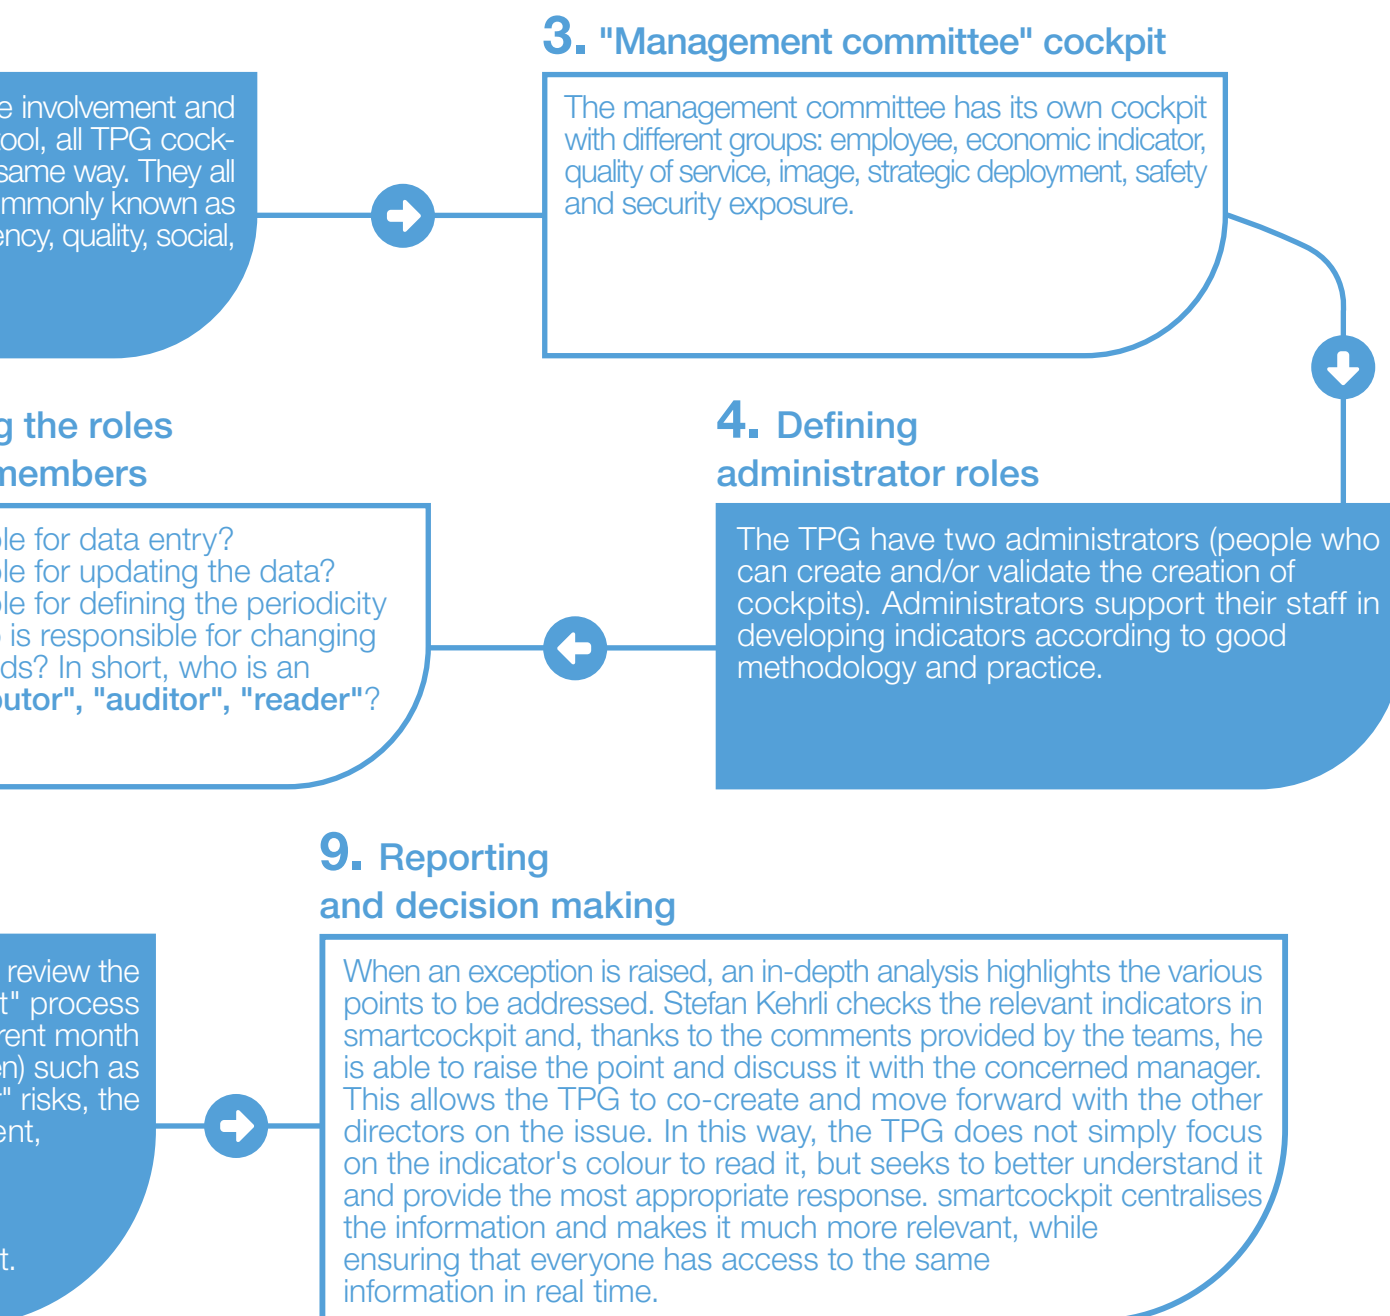 3. "Management committee" cockpit
involvement and
all TPG cock-
same way. They all
known as
quality, social,
The management committee has its own cockpit
with different groups: employee, economic indicator,
quality of service, image, strategic deployment, safety
and security exposure.
4. Defining
administrator roles
The TPG have two administrators (people who
can create and/or validate the creation of
cockpits). Administrators support their staff in
developing indicators according to good
methodology and practice.
the roles
members
for data entry?
for updating the data?
for defining the periodicity
is responsible for changing
In short, who is an
"auditor", "reader"?
9. Reporting
and decision making
review the
process
month
such as
risks, the
When an exception is raised, an in-depth analysis highlights the various
points to be addressed. Stefan Kehrli checks the relevant indicators in
smartcockpit and, thanks to the comments provided by the teams, he
is able to raise the point and discuss it with the concerned manager.
This allows the TPG to co-create and move forward with the other
directors on the issue. In this way, the TPG does not simply focus
on the indicator's colour to read it, but seeks to better understand it
and provide the most appropriate response. smartcockpit centralises
the information and makes it much more relevant, while
ensuring that everyone has access to the same
information in real time.